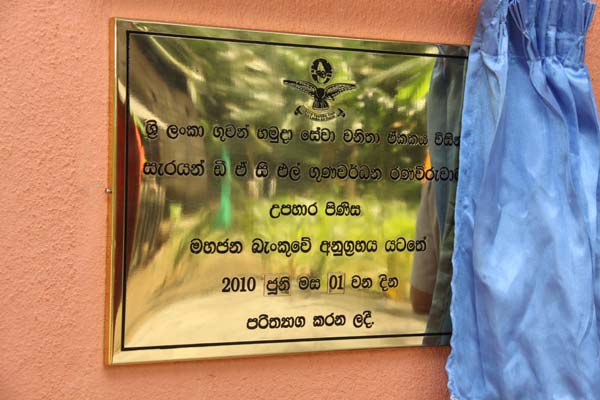 ශ්‍රී ලංකා ගුවන් හමුදා සේවා වනිතා ඒකකය විසින්
සැරයන් ඩී ඒ සී එල් ගුණවර්ධන රණවිරුවාට
උපහාර පිණිස
මහජන බැංකුවේ අනුග්‍රහය යටතේ
2010 ජූනි මස 01 වන දින
පරිත්‍යාග කරන ලදී.